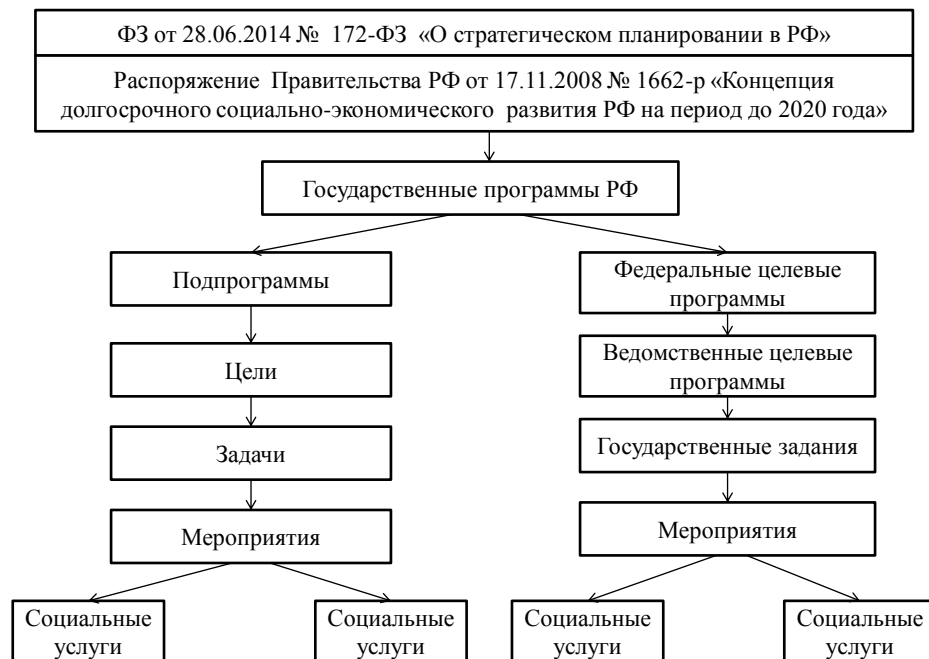 ФЗ от 28.06.2014 № 172-ФЗ «О стратегическом планировании в РФ»
Распоряжение Правительства РФ от 17.11.2008 № 1662-р «Концепция
долгосрочного социально-экономического развития РФ на период до 2020 года»
Государственные программы РФ
Подпрограммы
Цели
Задачи
Мероприятия
Социальные
услуги
Социальные
услуги
Федеральные целевые
программы
Ведомственные целевые
программы
Государственные задания
Мероприятия
Социальные
услуги
Социальные
услуги